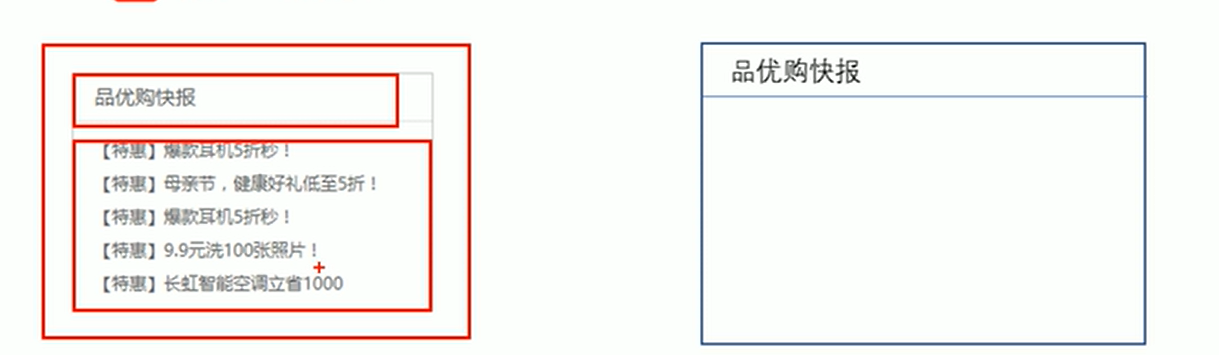 品优购快报
【特惠】爆款耳机5折秒！
【特惠】母亲节，健康好礼低至5折！
【特惠】爆款耳机5折秒！
【特惠】9.9元洗100张照片！
【特惠】长虹智能空调立省1000
品优购快报